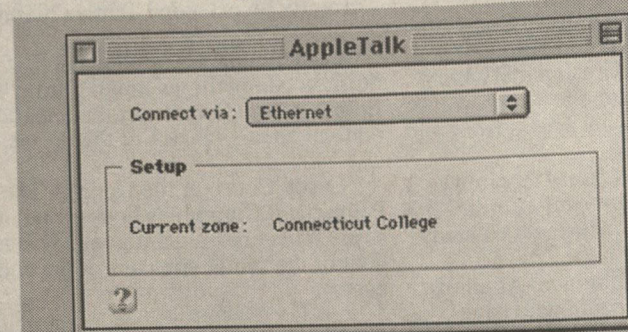 AppleTalk
Connect via: Ethernet
Setup
Current zone: Connecticut College
?